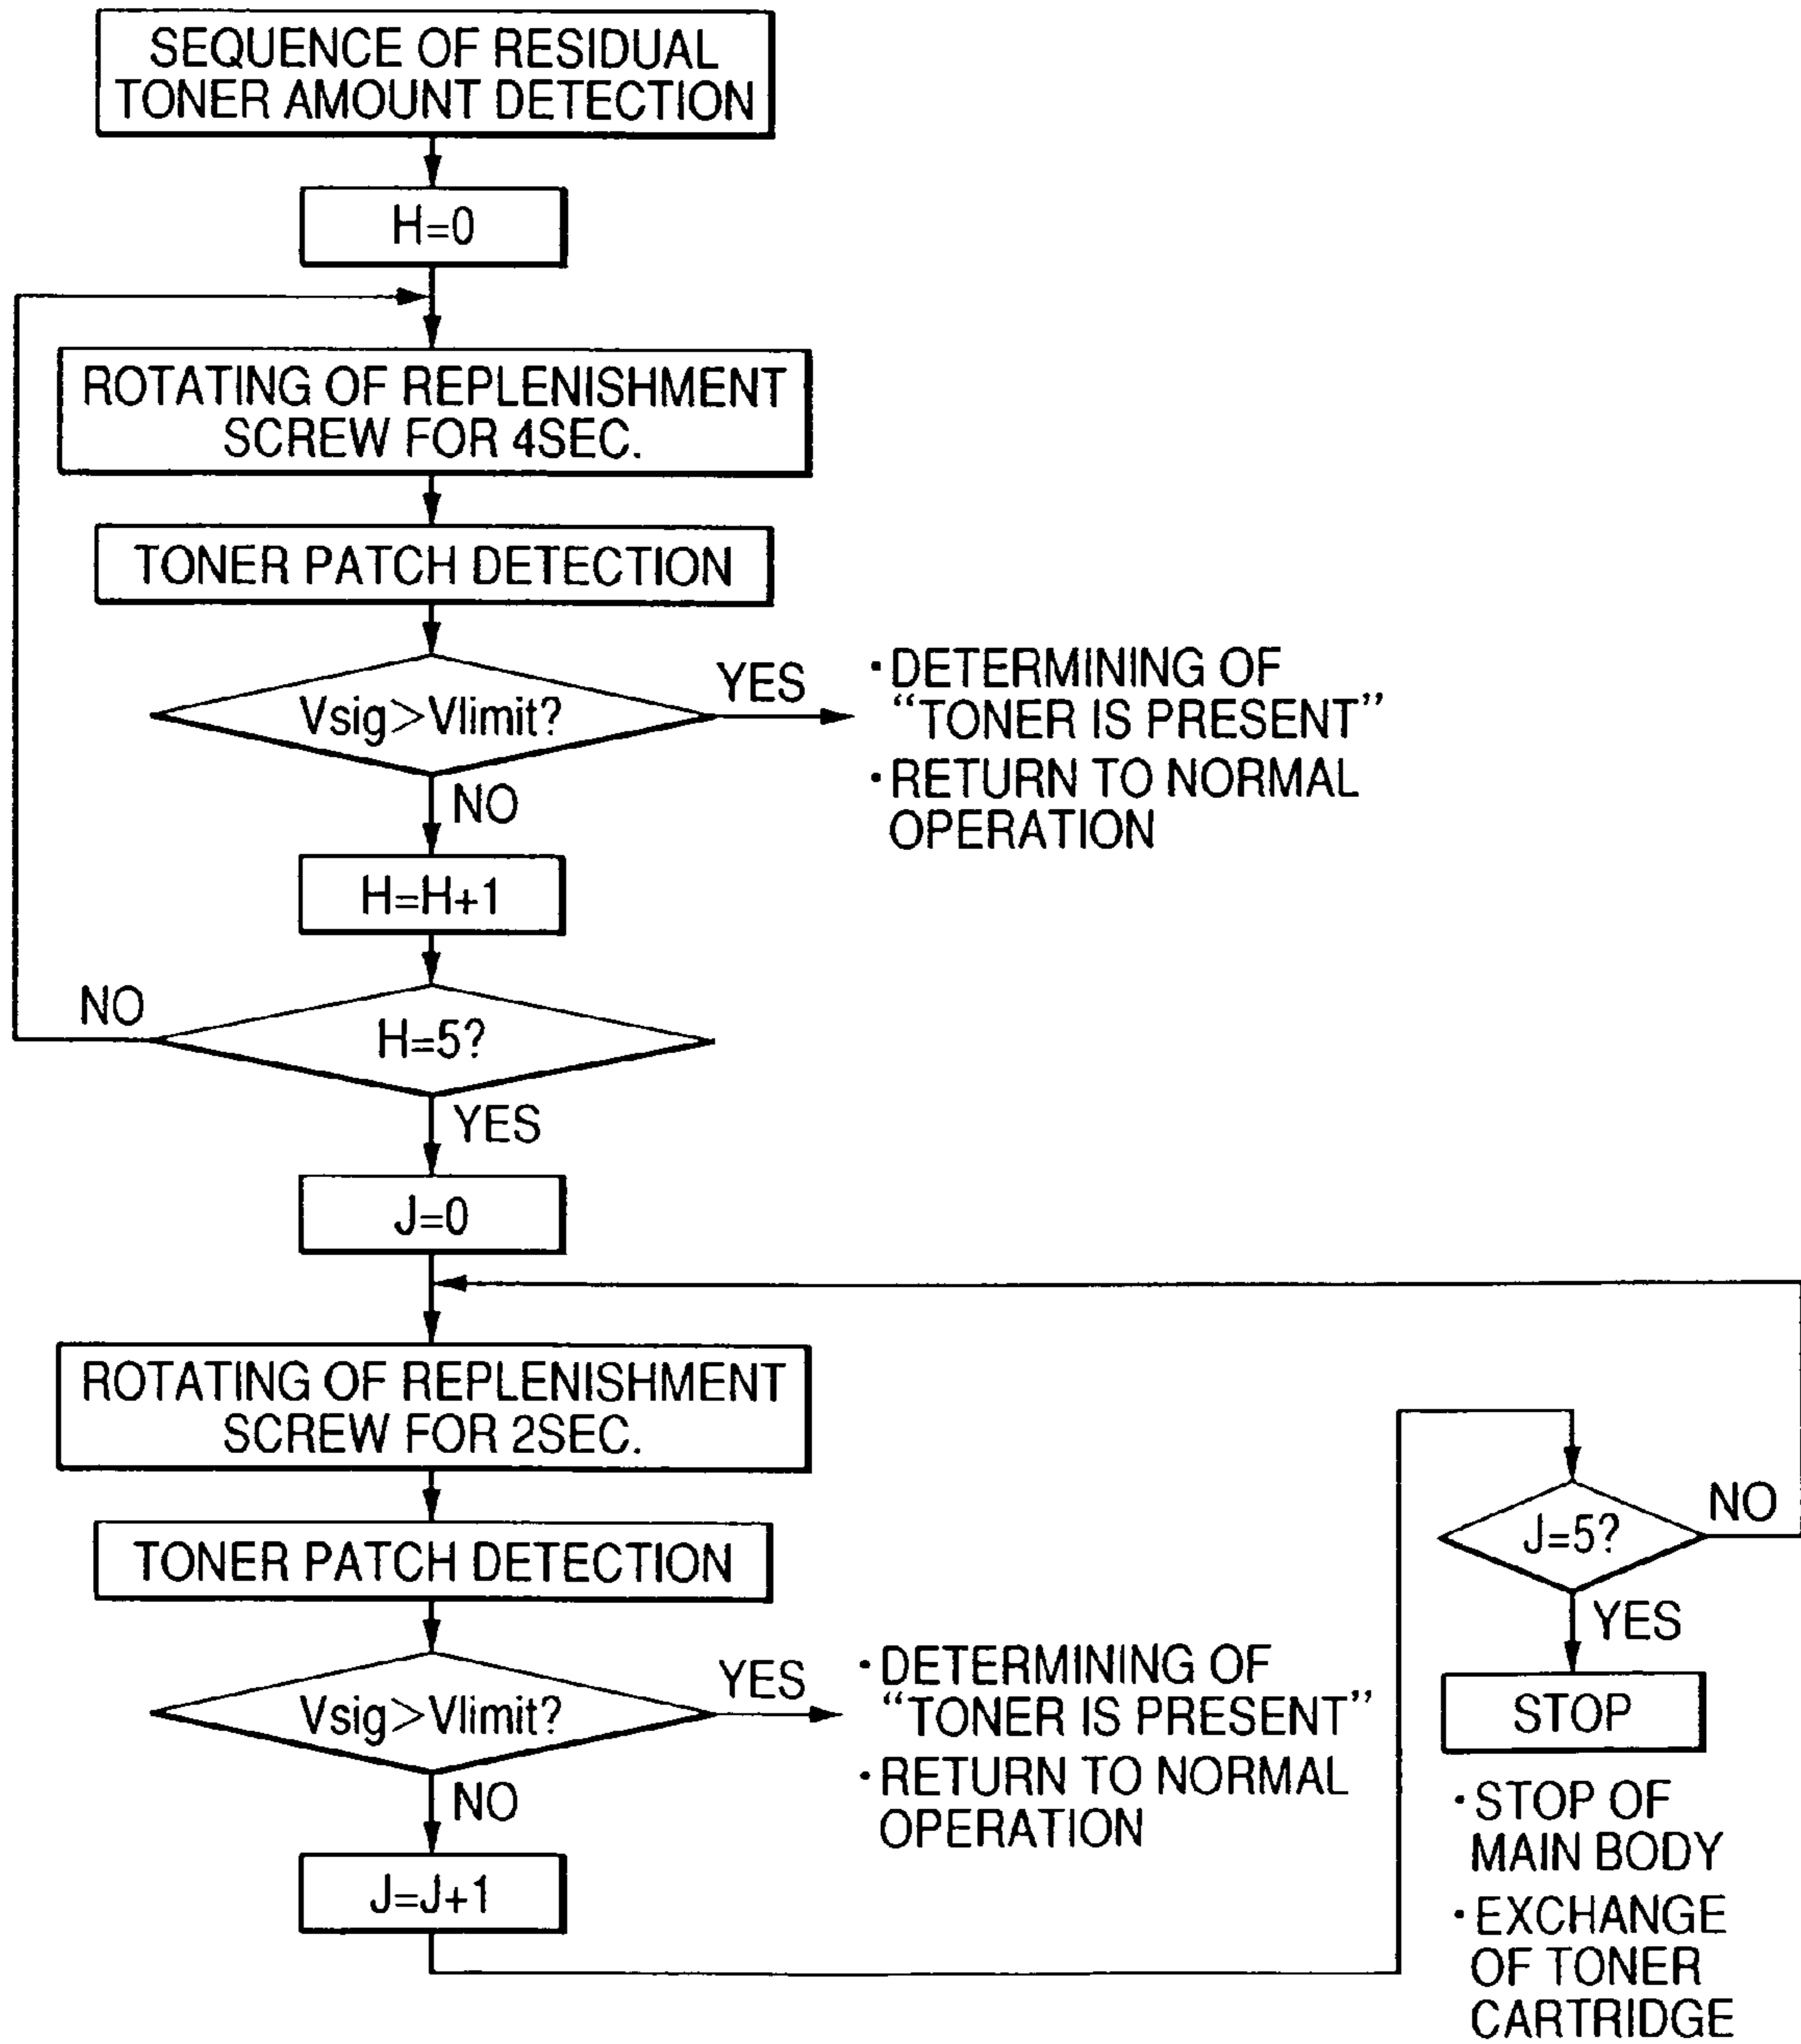 SEQUENCE OF RESIDUAL
TONER AMOUNT DETECTION
H=0
ROTATING OF REPLENISHMENT
SCREW FOR 4SEC.
TONER PATCH DETECTION
Vsig>Vlimit?
YES
·DETERMINING OF
“TONER IS PRESENT”
·RETURN TO NORMAL
OPERATION
NO
H=H+1
NO
H=5?
YES
J=0
ROTATING OF REPLENISHMENT
SCREW FOR 2SEC.
TONER PATCH DETECTION
Vsig>Vlimit?
YES
·DETERMINING OF
“TONER IS PRESENT”
·RETURN TO NORMAL
OPERATION
NO
J=J+1
J=5?
NO
YES
STOP
·STOP OF
MAIN BODY
·EXCHANGE
OF TONER
CARTRIDGE